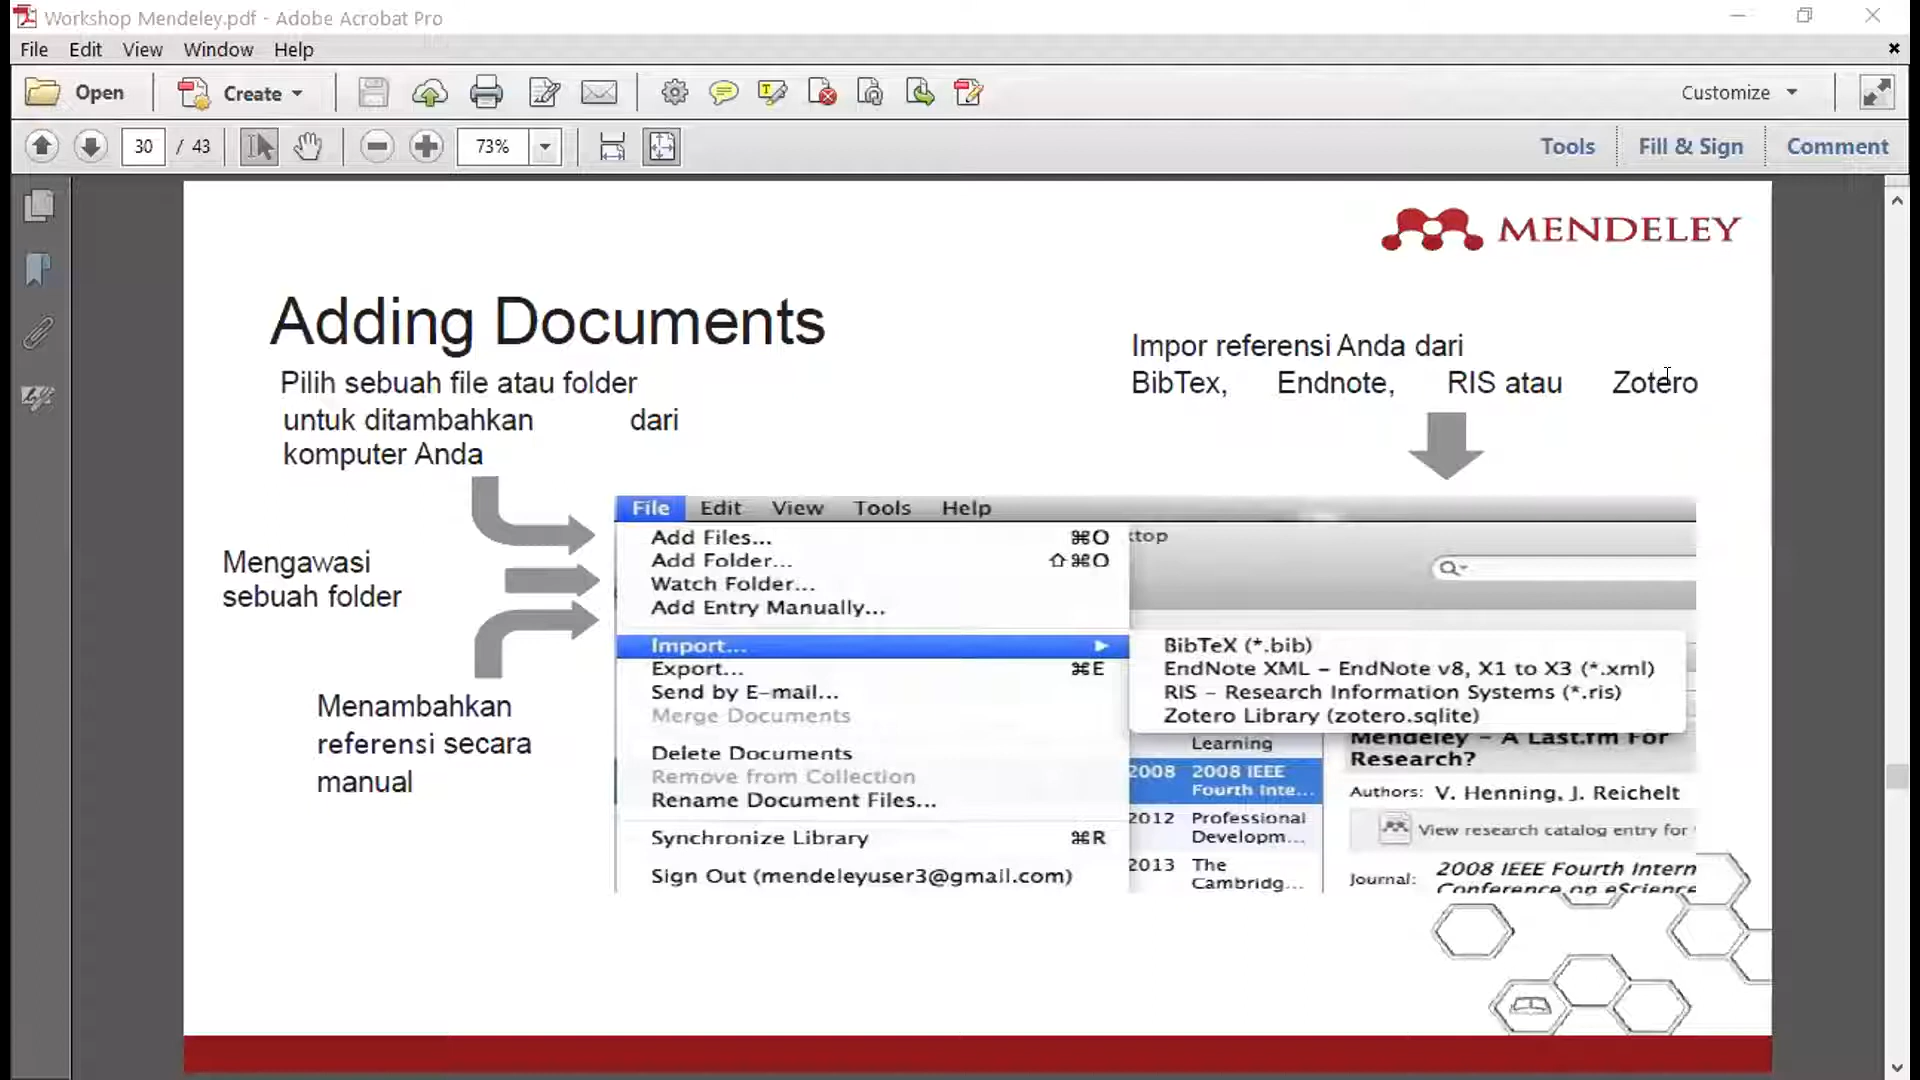 Workshop Mendeley.pdf - Adobe Acrobat Pro
File Edit View Window Help
Open Create Customize
30 / 43 73% Tools Fill & Sign Comment
MENDELEY
Adding Documents
Pilih sebuah file atau folder
untuk ditambahkan dari
komputer Anda
Impor referensi Anda dari
BibTex, Endnote, RIS atau Zotero
Mengawasi
sebuah folder
Menambahkan
referensi secara
manual
File Edit View Tools Help
Add Files... ⌘O
Add Folder... ⇧⌘O
Watch Folder...
Add Entry Manually...
Import... ▶
Export... ⌘E
Send by E-mail...
Merge Documents
Delete Documents
Remove from Collection
Rename Document Files...
Synchronize Library ⌘R
Sign Out (mendeleyuser3@gmail.com)
ktop
BibTeX (*.bib)
EndNote XML - EndNote v8, X1 to X3 (*.xml)
RIS - Research Information Systems (*.ris)
Zotero Library (zotero.sqlite)
Learning
2008 2008 IEEE
Fourth Inte...
2012 Professional
Developm...
2013 The
Cambridg...
Mendeley - A Last.fm For
Research?
Authors: V. Henning, J. Reichelt
View research catalog entry for
Journal: 2008 IEEE Fourth Intern
Conference on eScience